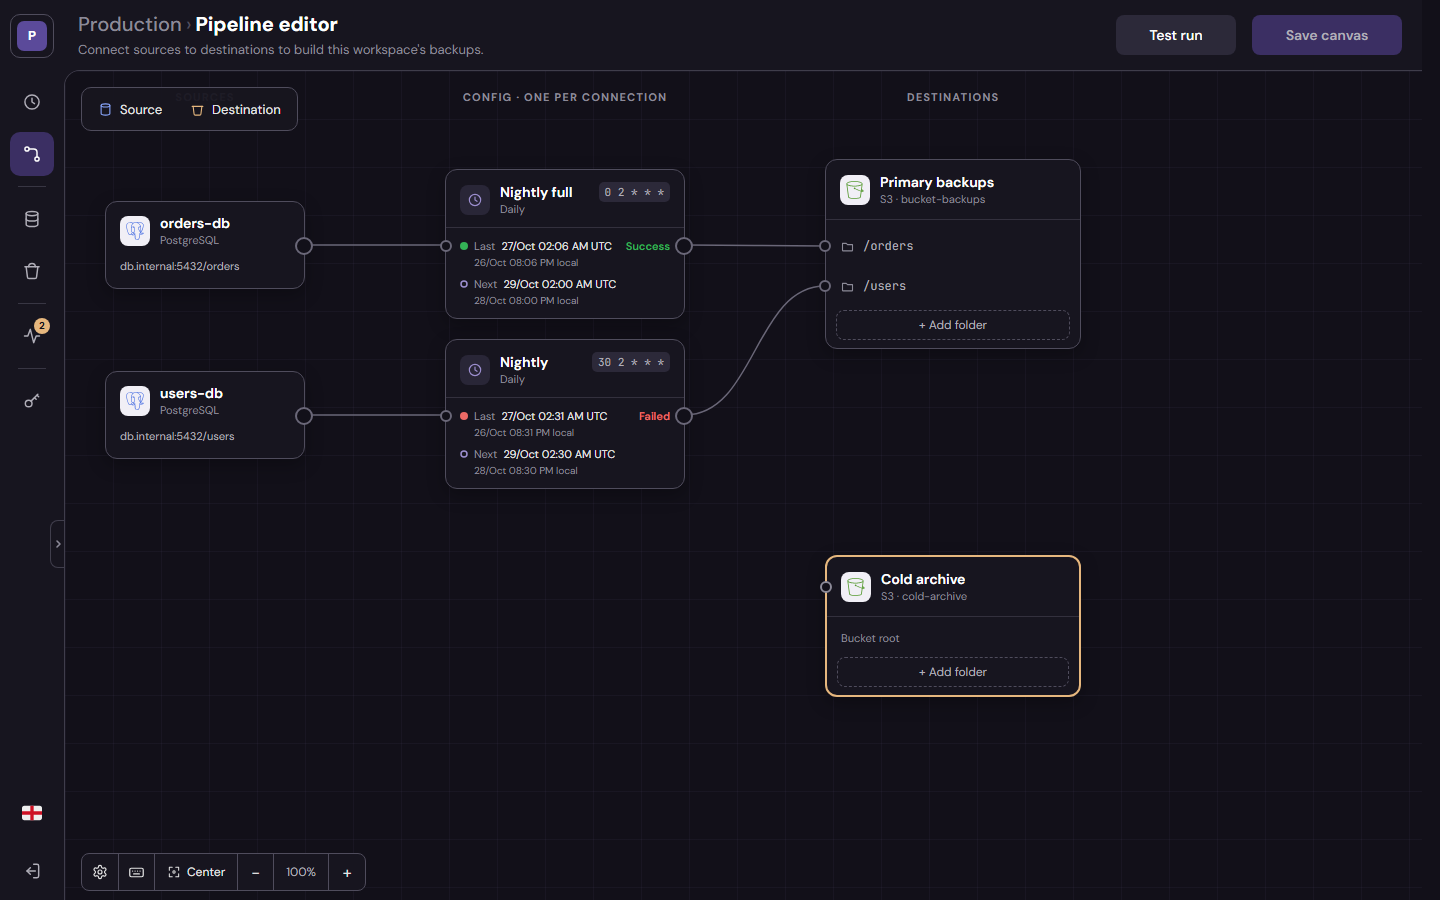 P
Production › Pipeline editor
Connect sources to destinations to build this workspace's backups.
Test run
Save canvas
Source
Destination
CONFIG · ONE PER CONNECTION
DESTINATIONS
orders-db
PostgreSQL
db.internal:5432/orders
Nightly full
0 2 * * *
Daily
Last 27/Oct 02:06 AM UTC Success
26/Oct 08:06 PM local
Next 29/Oct 02:00 AM UTC
28/Oct 08:00 PM local
Primary backups
S3 · bucket-backups
/orders
/users
+ Add folder
2
users-db
PostgreSQL
db.internal:5432/users
Nightly
30 2 * * *
Daily
Last 27/Oct 02:31 AM UTC Failed
26/Oct 08:31 PM local
Next 29/Oct 02:30 AM UTC
28/Oct 08:30 PM local
Cold archive
S3 · cold-archive
Bucket root
+ Add folder
Center
−
100%
+